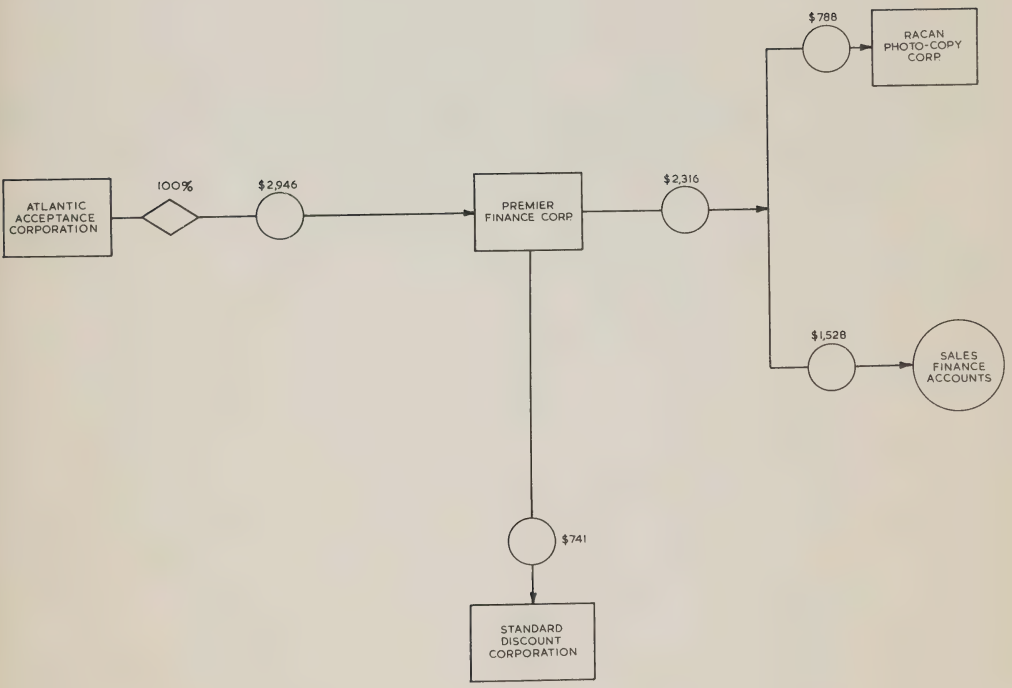 $788
RACAN
PHOTO-COPY
CORP.
100%
$2,946
$2,316
ATLANTIC
ACCEPTANCE
CORPORATION
PREMIER
FINANCE CORP.
$1,528
SALES
FINANCE
ACCOUNTS
$741
STANDARD
DISCOUNT
CORPORATION